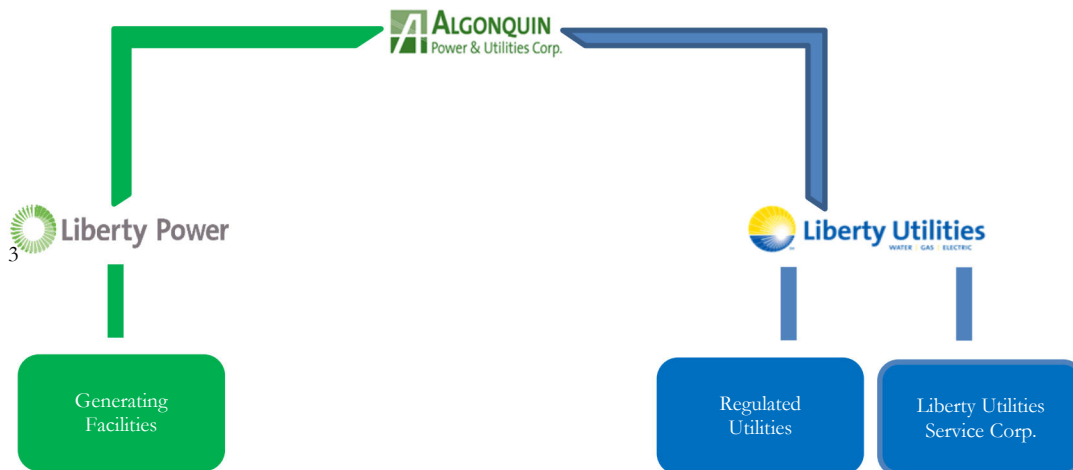 ALGONQUIN
Power & Utilities Corp.
Liberty Power
3
Liberty Utilities
WATER | GAS | ELECTRIC
Generating
Facilities
Regulated
Utilities
Liberty Utilities
Service Corp.